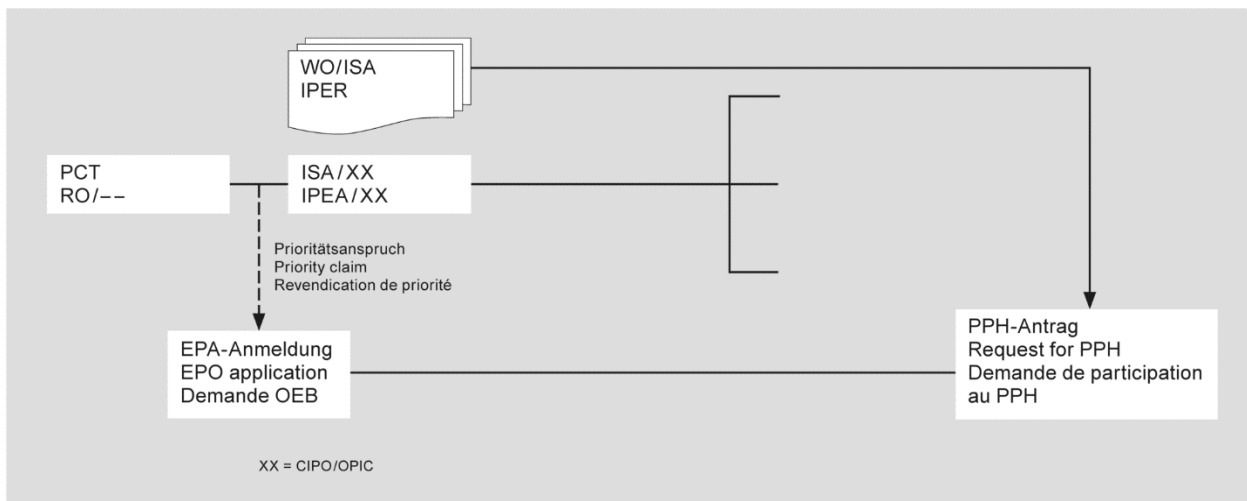 WO/ISA
IPER
PCT
RO/--
ISA/XX
IPEA/XX
Prioritätsanspruch
Priority claim
Revendication de priorité
EPA-Anmeldung
EPO application
Demande OEB
PPH-Antrag
Request for PPH
Demande de participation
au PPH
XX = CIPO/OPIC